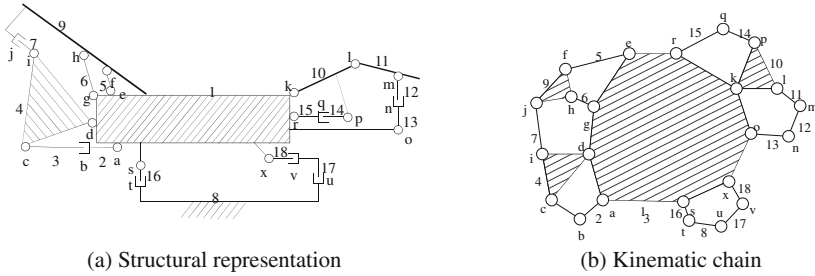 9
j
7
i
h
6
5
f
e
g
1
4
d
c
3
b
2
a
s
t
16
8
18
x
v
17
u
k
10
l
11
m
12
n
13
o
15
q
14
p
r
(a) Structural representation
q
15
14
p
r
e
5
f
9
h
j
6
g
10
k
l
11
m
12
n
13
o
7
i
d
4
c
b
2
a
1
3
16
s
t
8
u
17
v
18
x
(b) Kinematic chain